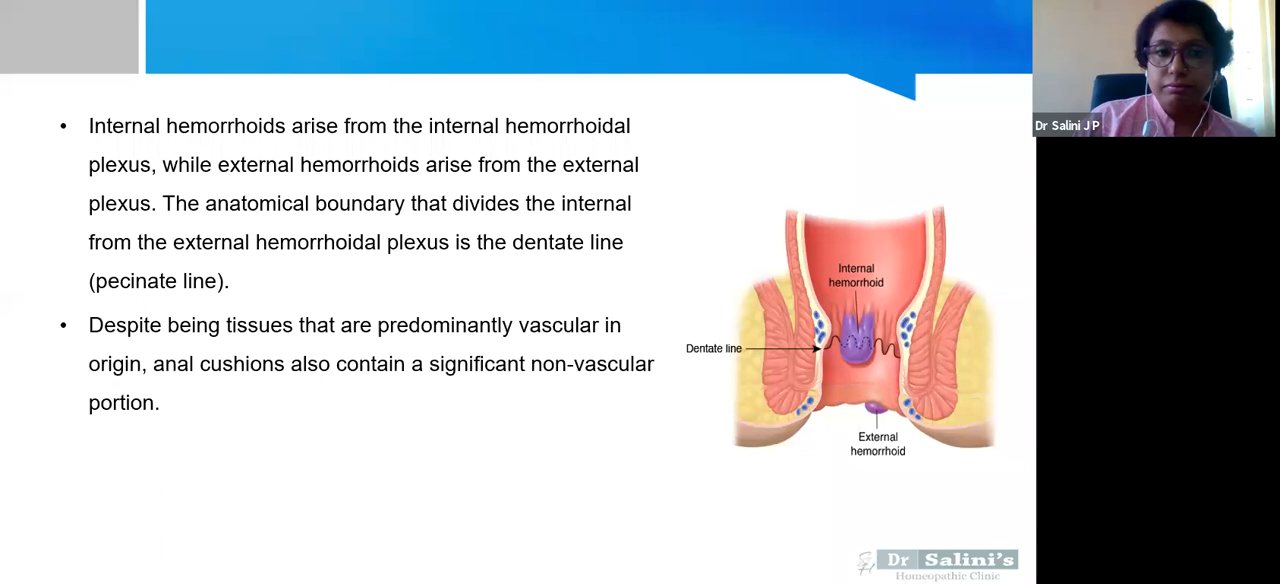 • Internal hemorrhoids arise from the internal hemorrhoidal
plexus, while external hemorrhoids arise from the external
plexus. The anatomical boundary that divides the internal
from the external hemorrhoidal plexus is the dentate line
(pecinate line).
• Despite being tissues that are predominantly vascular in
origin, anal cushions also contain a significant non-vascular
portion.
Internal
hemorrhoid
Dentate line
External
hemorrhoid
Dr Salini J P
Dr Salini's
Homeopathic Clinic